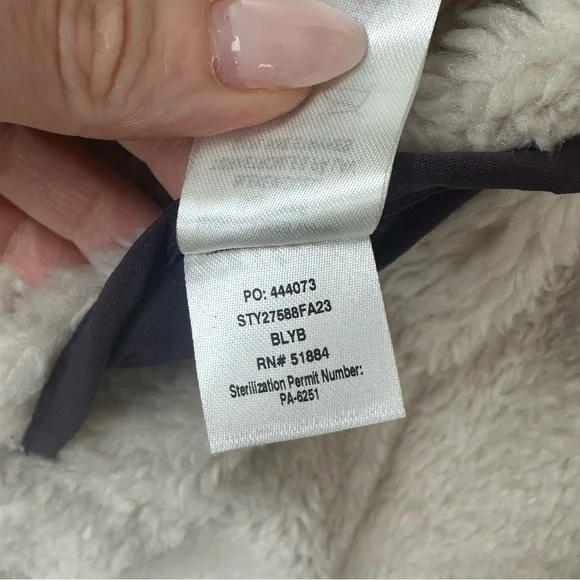 PO: 444073
STY27588FA23
BLYB
RN# 51884
Sterilization Permit Number:
PA-6251